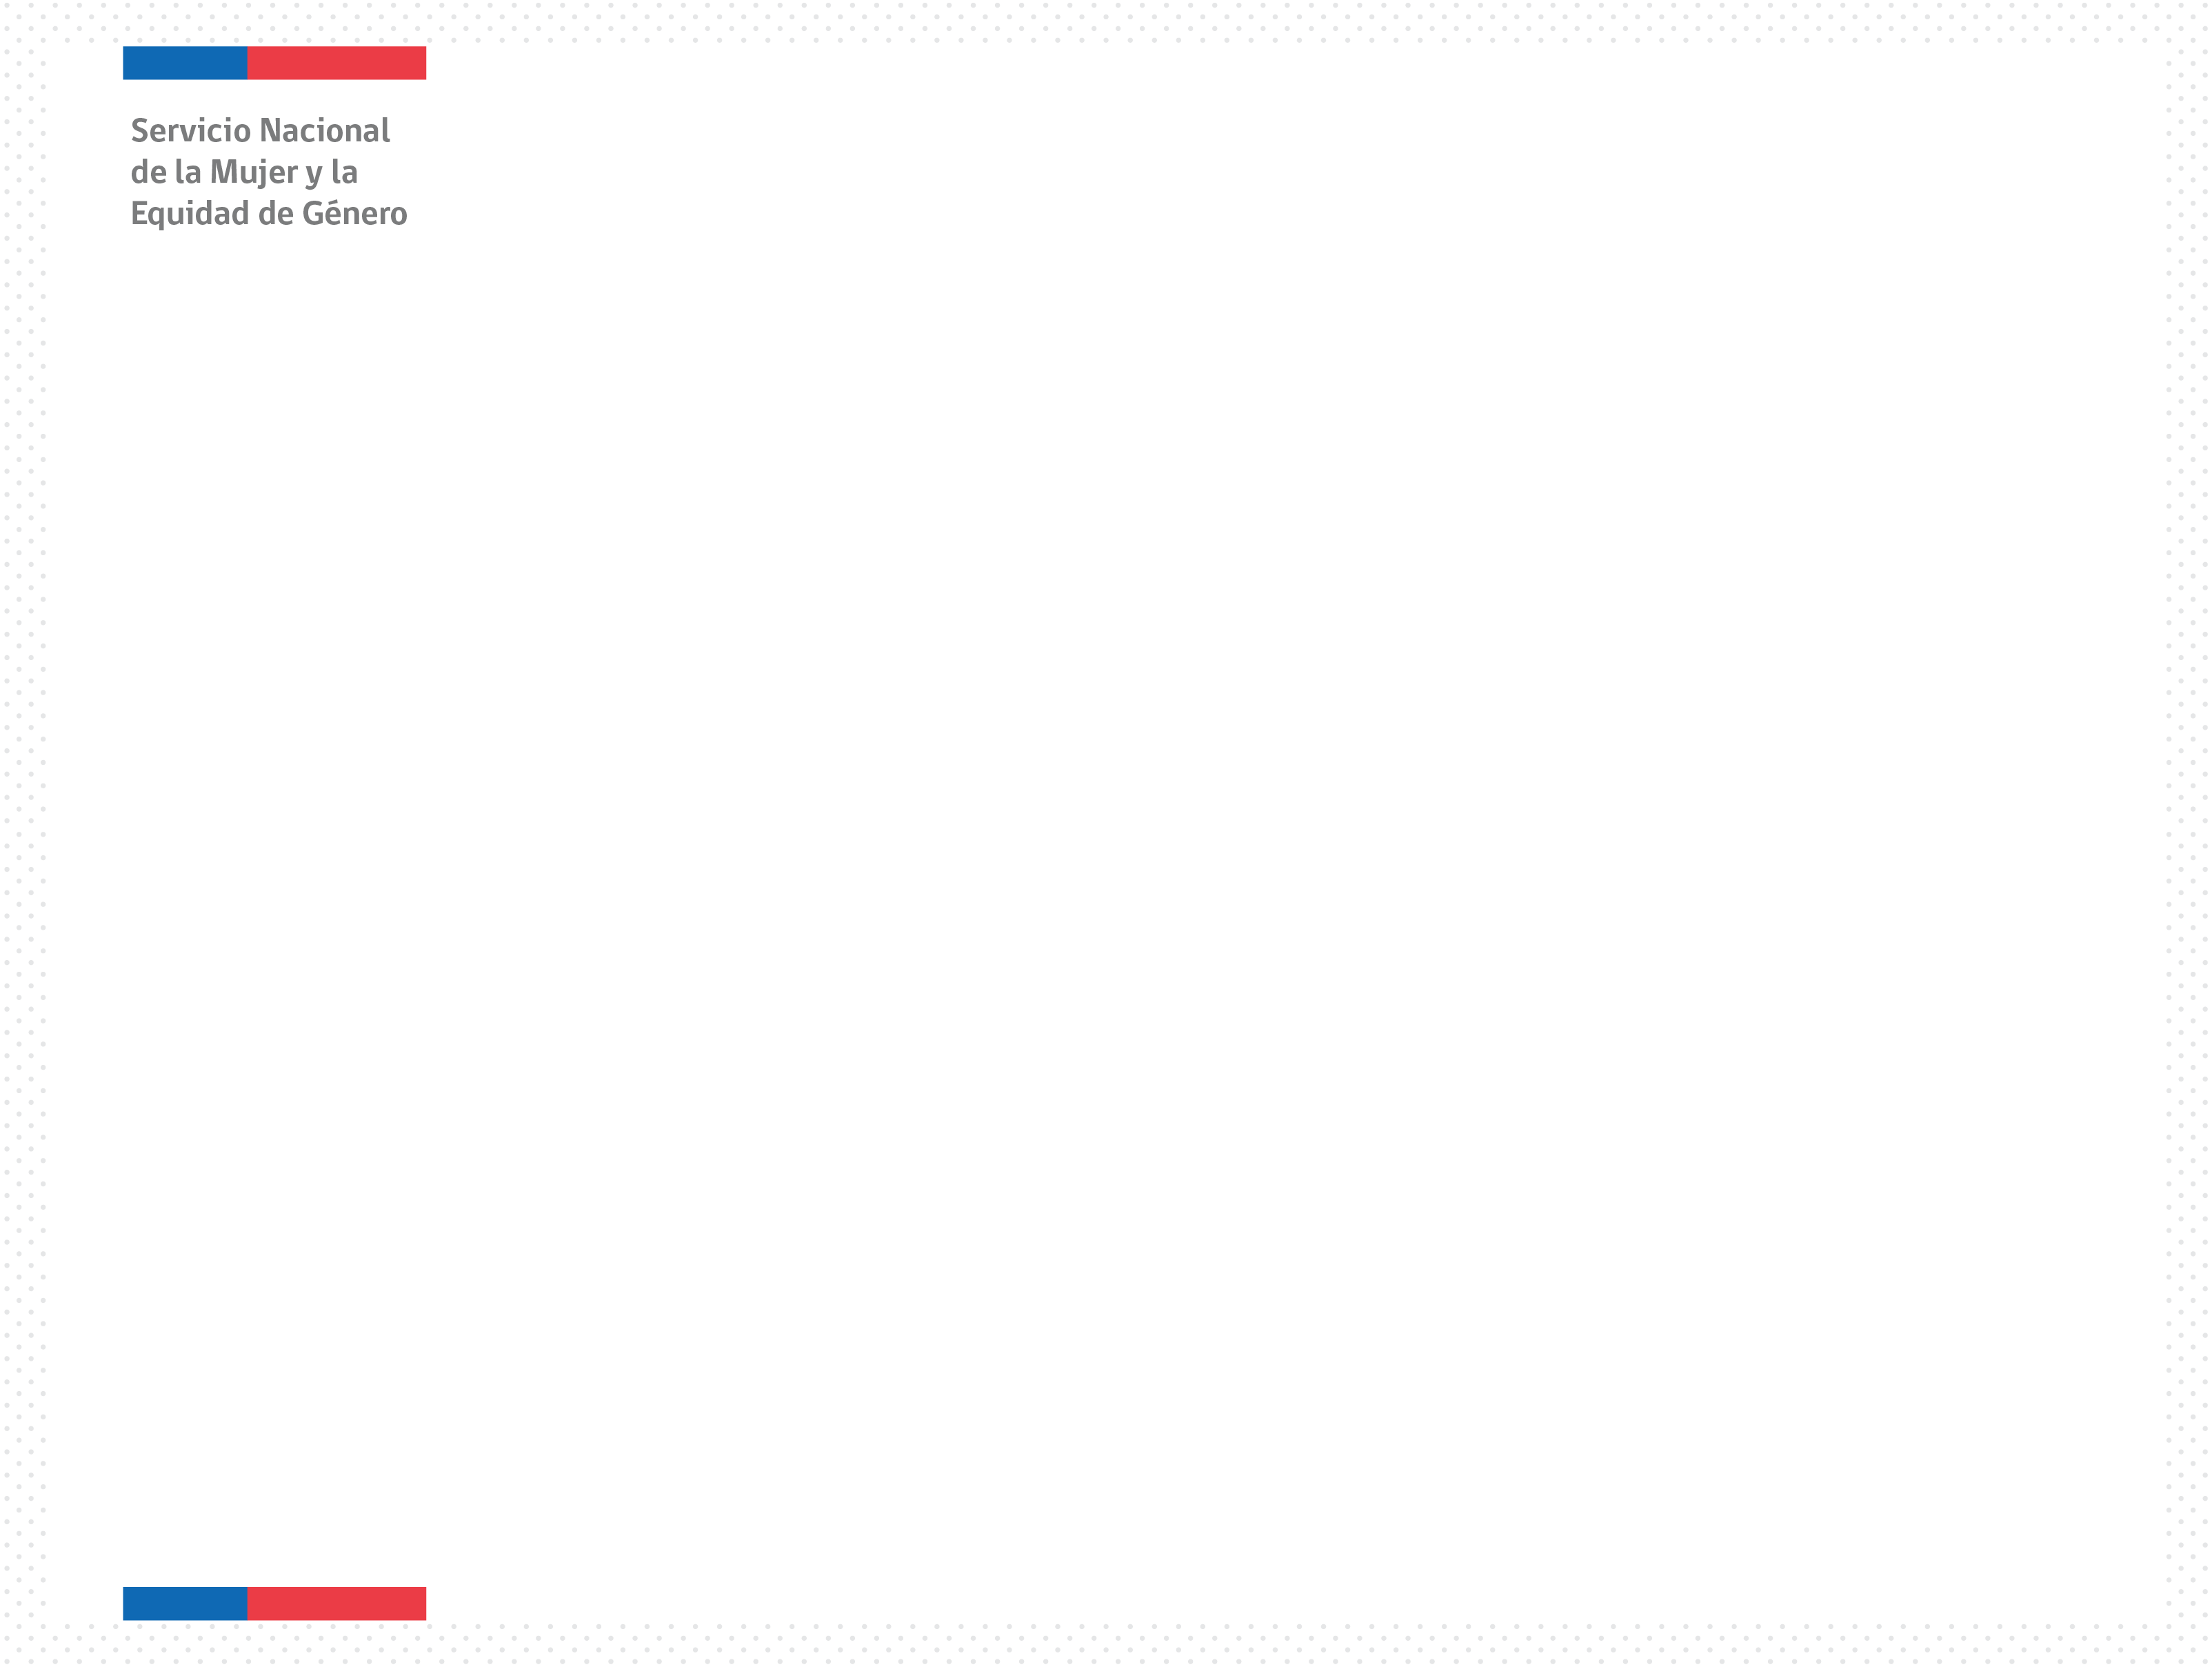 Servicio Nacional
de la Mujer y la
Equidad de Género